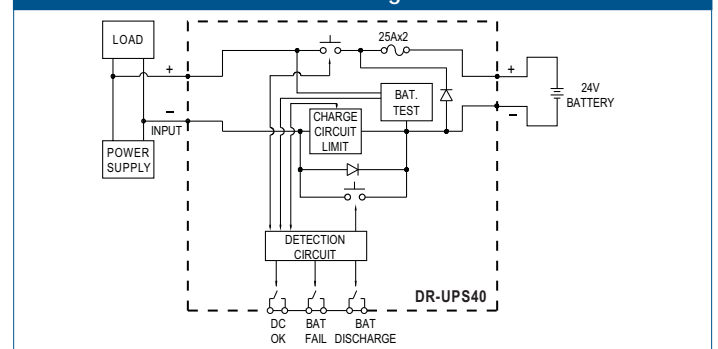 LOAD
25Ax2
+
+
BAT.
TEST
24V
BATTERY
–
–
INPUT
CHARGE
CIRCUIT
LIMIT
POWER
SUPPLY
DETECTION
CIRCUIT
DR-UPS40
DC
OK
BAT
FAIL
BAT
DISCHARGE